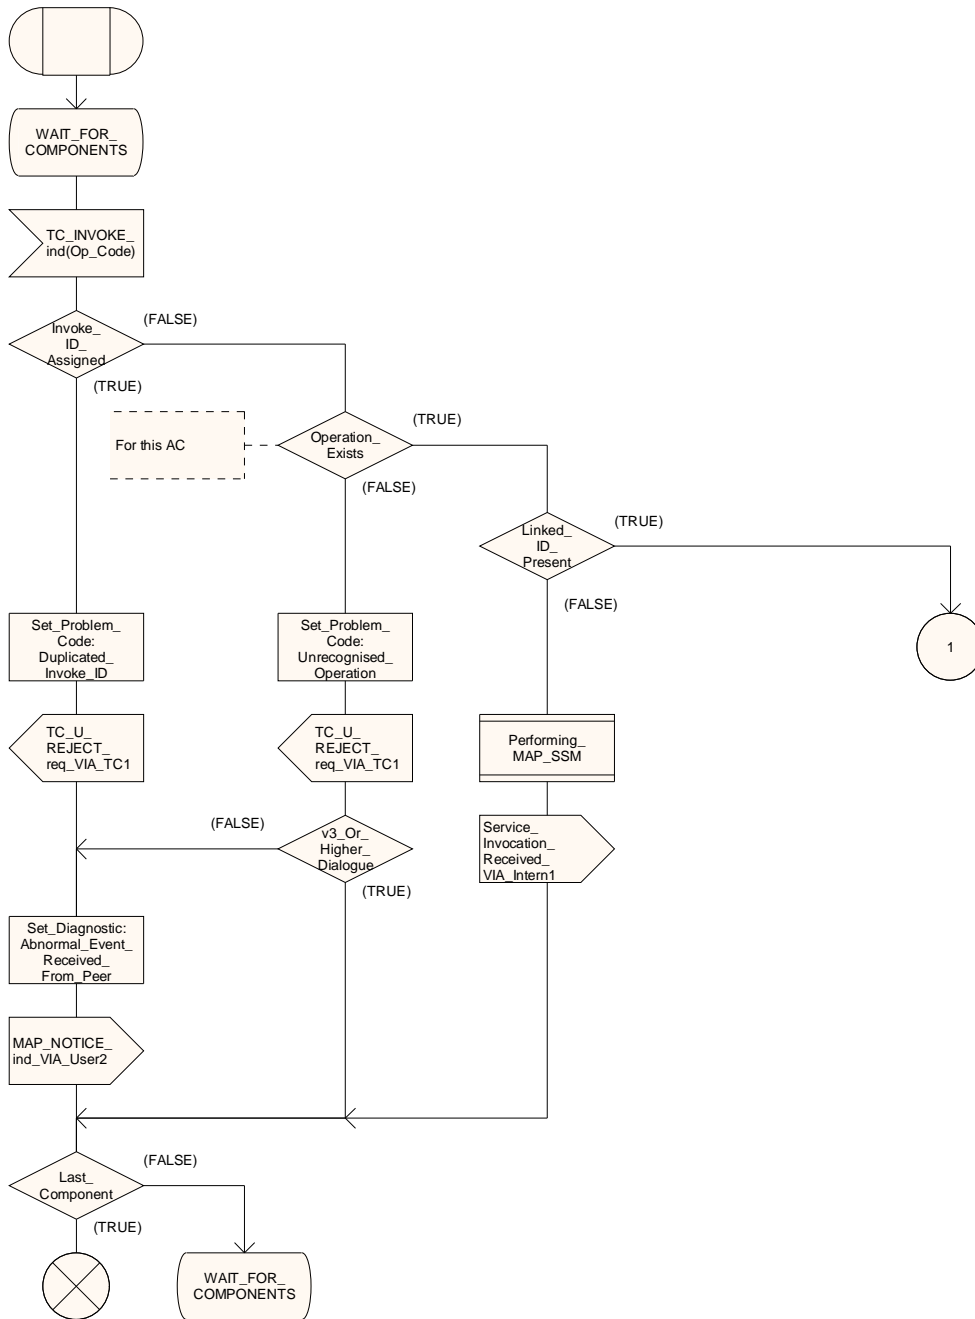 WAIT_FOR_
COMPONENTS
TC_INVOKE_
ind(Op_Code)
Invoke_
ID_
Assigned
(FALSE)
(TRUE)
For this AC
Operation_
Exists
(TRUE)
(FALSE)
Linked_
ID_
Present
(TRUE)
(FALSE)
1
Set_Problem_
Code:
Duplicated_
Invoke_ID
Set_Problem_
Code:
Unrecognised_
Operation
TC_U_
REJECT_
req_VIA_TC1
TC_U_
REJECT_
req_VIA_TC1
Performing_
MAP_SSM
(FALSE)
v3_Or_
Higher_
Dialogue
(TRUE)
Service_
Invocation_
Received_
VIA_Intern1
Set_Diagnostic:
Abnormal_Event_
Received_
From_Peer
MAP_NOTICE_
ind_VIA_User2
Last_
Component
(FALSE)
(TRUE)
WAIT_FOR_
COMPONENTS